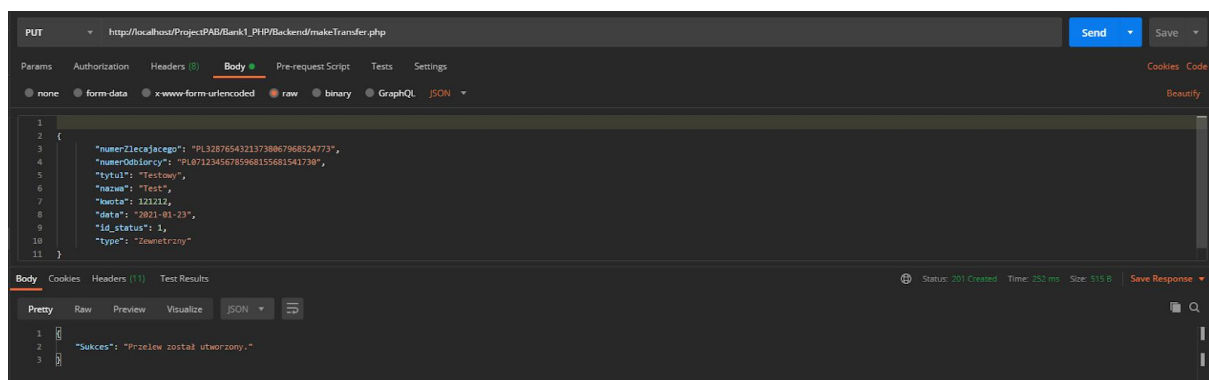 PUT http://localhost/ProjectPAB/Bank1_PHP/Backend/makeTransfer.php Send Save
Params Authorization Headers (8) Body Pre-request Script Tests Settings Cookies Code
none form-data x-www-form-urlencoded raw binary GraphQL JSON Beautify
1
2 {
3 "numerZlecajacego": "PL32876543213738067968524773",
4 "numerOdbiorcy": "PL07123456785968155681541730",
5 "tytul": "Testowy",
6 "nazwa": "Test",
7 "kwota": 121212,
8 "data": "2021-01-23",
9 "id_status": 1,
10 "type": "Zewnetrzny"
11 }
Body Cookies Headers (11) Test Results Status: 201 Created Time: 252 ms Size: 515 B Save Response
Pretty Raw Preview Visualize JSON
1 {
2 "Sukces": "Przelew został utworzony."
3 }